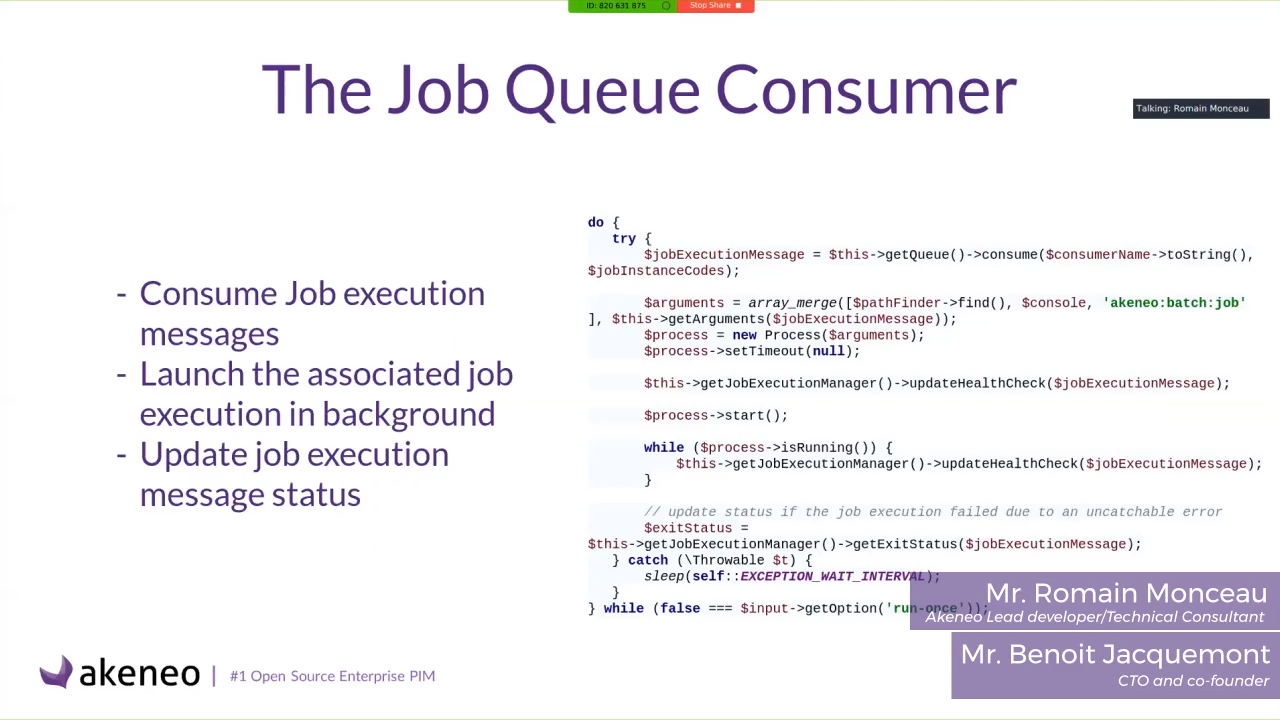 ID: 820 631 875 Stop Share
The Job Queue Consumer
Talking: Romain Monceau
- Consume Job execution
messages
- Launch the associated job
execution in background
- Update job execution
message status
do {
try {
$jobExecutionMessage = $this->getQueue()->consume($consumerName->toString(),
$jobInstanceCodes);
$arguments = array_merge([$pathFinder->find(), $console, 'akeneo:batch:job'
], $this->getArguments($jobExecutionMessage));
$process = new Process($arguments);
$process->setTimeout(null);
$this->getJobExecutionManager()->updateHealthCheck($jobExecutionMessage);
$process->start();
while ($process->isRunning()) {
$this->getJobExecutionManager()->updateHealthCheck($jobExecutionMessage);
}
// update status if the job execution failed due to an uncatchable error
$exitStatus =
$this->getJobExecutionManager()->getExitStatus($jobExecutionMessage);
} catch (\Throwable $t) {
sleep(self::EXCEPTION_WAIT_INTERVAL);
}
} while (false === $input->getOption('run-once'));
Mr. Romain Monceau
Akeneo Lead developer/Technical Consultant
Mr. Benoit Jacquemont
CTO and co-founder
akeneo | #1 Open Source Enterprise PIM